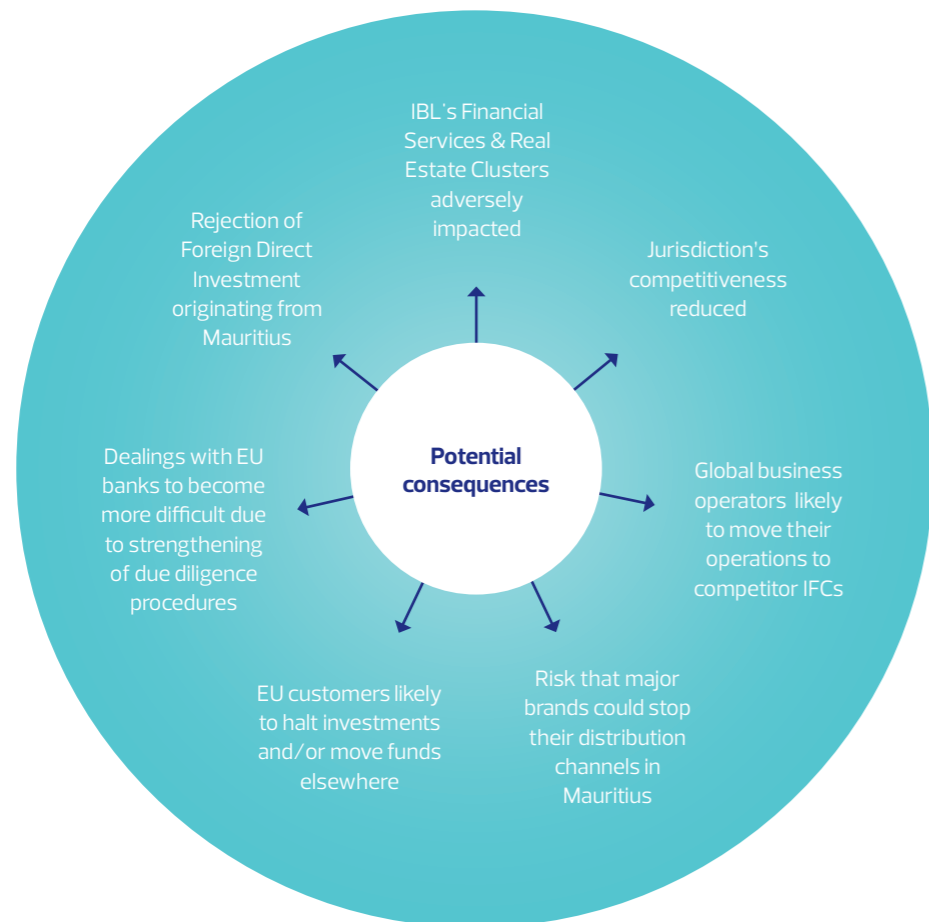 IBL's Financial
Services & Real
Estate Clusters
adversely
impacted
Jurisdiction's
competitiveness
reduced
Global business
operators likely
to move their
operations to
competitor IFCs
Risk that major
brands could stop
their distribution
channels in
Mauritius
EU customers likely
to halt investments
and/or move funds
elsewhere
Dealings with EU
banks to become
more difficult due
to strengthening
of due diligence
procedures
Rejection of
Foreign Direct
Investment
originating from
Mauritius
Potential
consequences